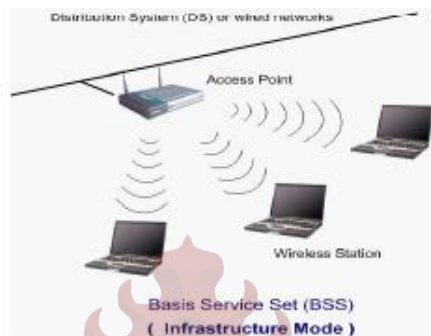 Distribution System (DS) or wired networks
Access Point
Wireless Station
Basis Service Set (BSS)
( Infrastructure Mode )